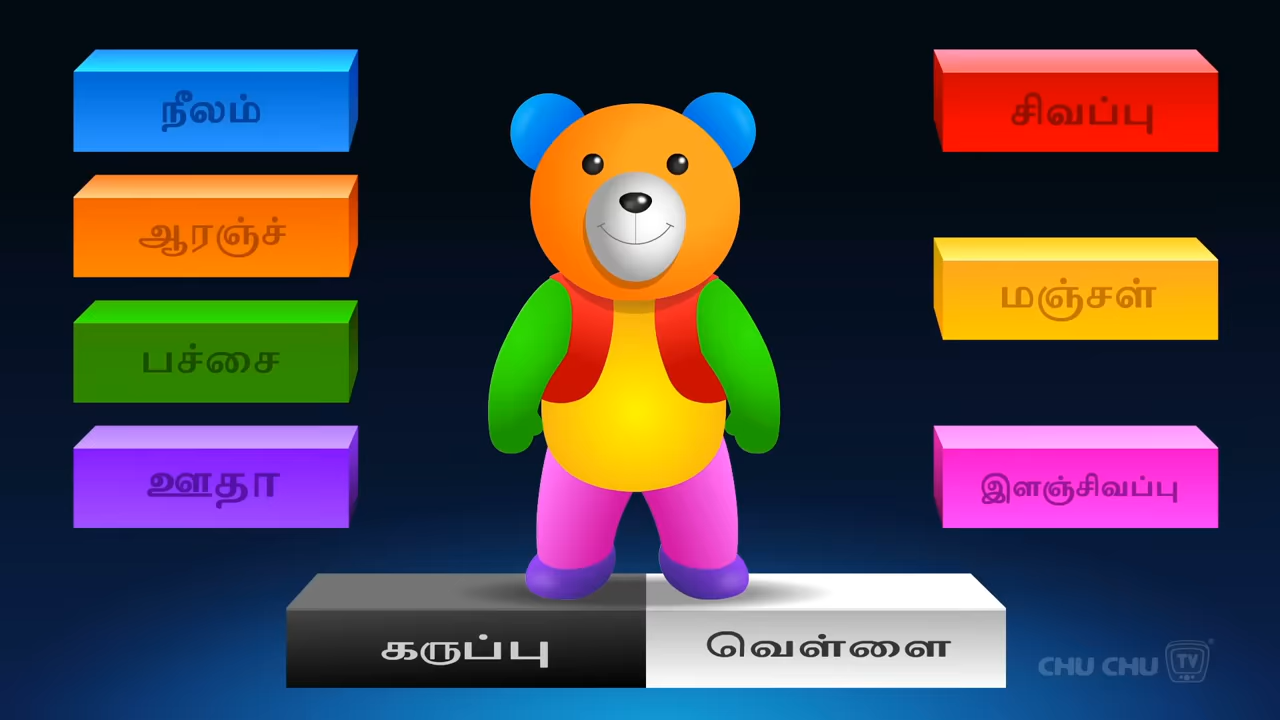 நீலம்
சிவப்பு
ஆரஞ்ச்
மஞ்சள்
பச்சை
ஊதா
இளஞ்சிவப்பு
கருப்பு
வெள்ளை
CHU CHU TV